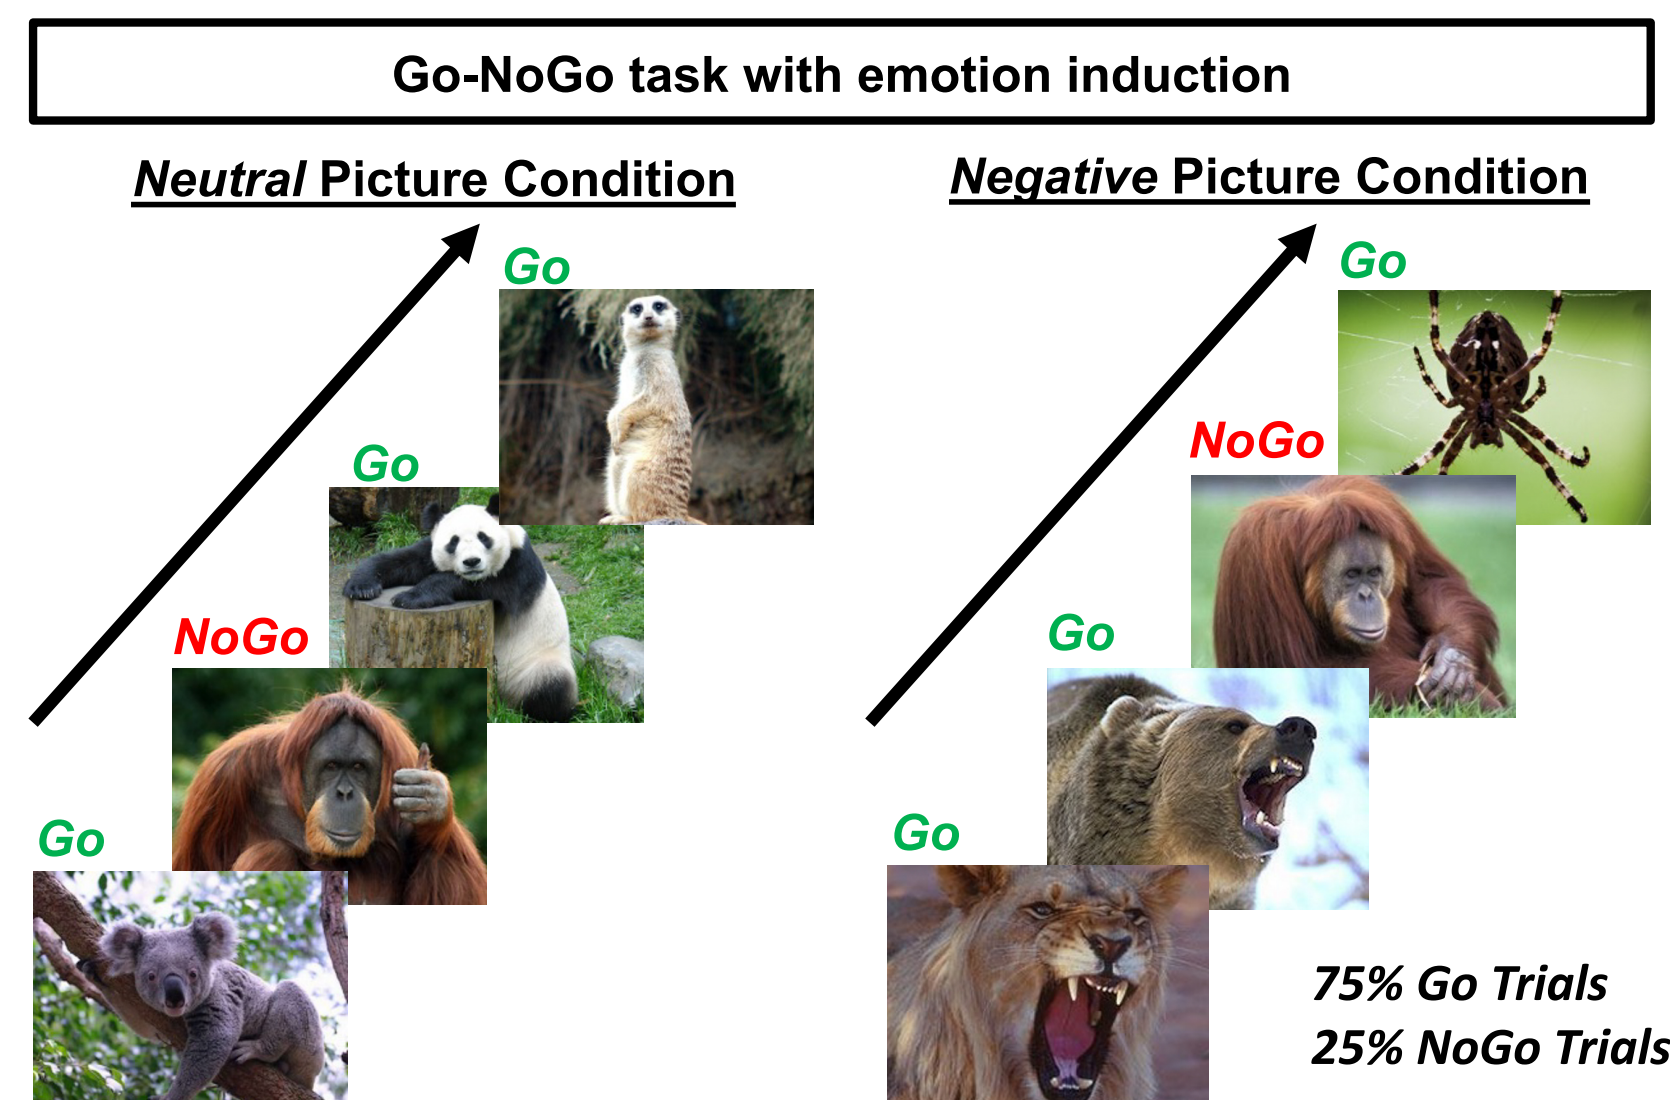 Go-NoGo task with emotion induction
Neutral Picture Condition
Go
Go
NoGo
Go
Negative Picture Condition
Go
NoGo
Go
Go
75% Go Trials
25% NoGo Trials